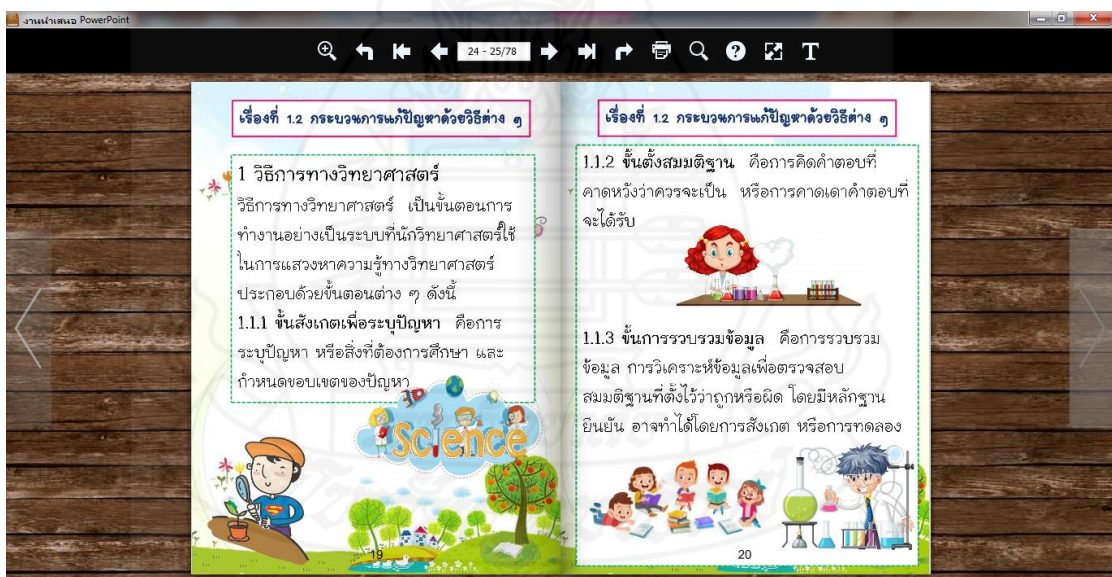 งานนำเสนอ PowerPoint
24 - 25/78
เรื่องที่ 1.2 กระบวนการแก้ปัญหาด้วยวิธีต่าง ๆ
1 วิธีการทางวิทยาศาสตร์
วิธีการทางวิทยาศาสตร์ เป็นขั้นตอนการ
ทำงานอย่างเป็นระบบที่นักวิทยาศาสตร์ใช้
ในการแสวงหาความรู้ทางวิทยาศาสตร์
ประกอบด้วยขั้นตอนต่าง ๆ ดังนี้
1.1.1 ขั้นสังเกตเพื่อระบุปัญหา คือการ
ระบุปัญหา หรือสิ่งที่ต้องการศึกษา และ
กำหนดขอบเขตของปัญหา
Science
19
เรื่องที่ 1.2 กระบวนการแก้ปัญหาด้วยวิธีต่าง ๆ
1.1.2 ขั้นตั้งสมมติฐาน คือการคิดคำตอบที่
คาดหวังว่าควรจะเป็น หรือการคาดเดาคำตอบที่
จะได้รับ
1.1.3 ขั้นการรวบรวมข้อมูล คือการรวบรวม
ข้อมูล การวิเคราะห์ข้อมูลเพื่อตรวจสอบ
สมมติฐานที่ตั้งไว้ว่าถูกหรือผิด โดยมีหลักฐาน
ยืนยัน อาจทำได้โดยการสังเกต หรือการทดลอง
20